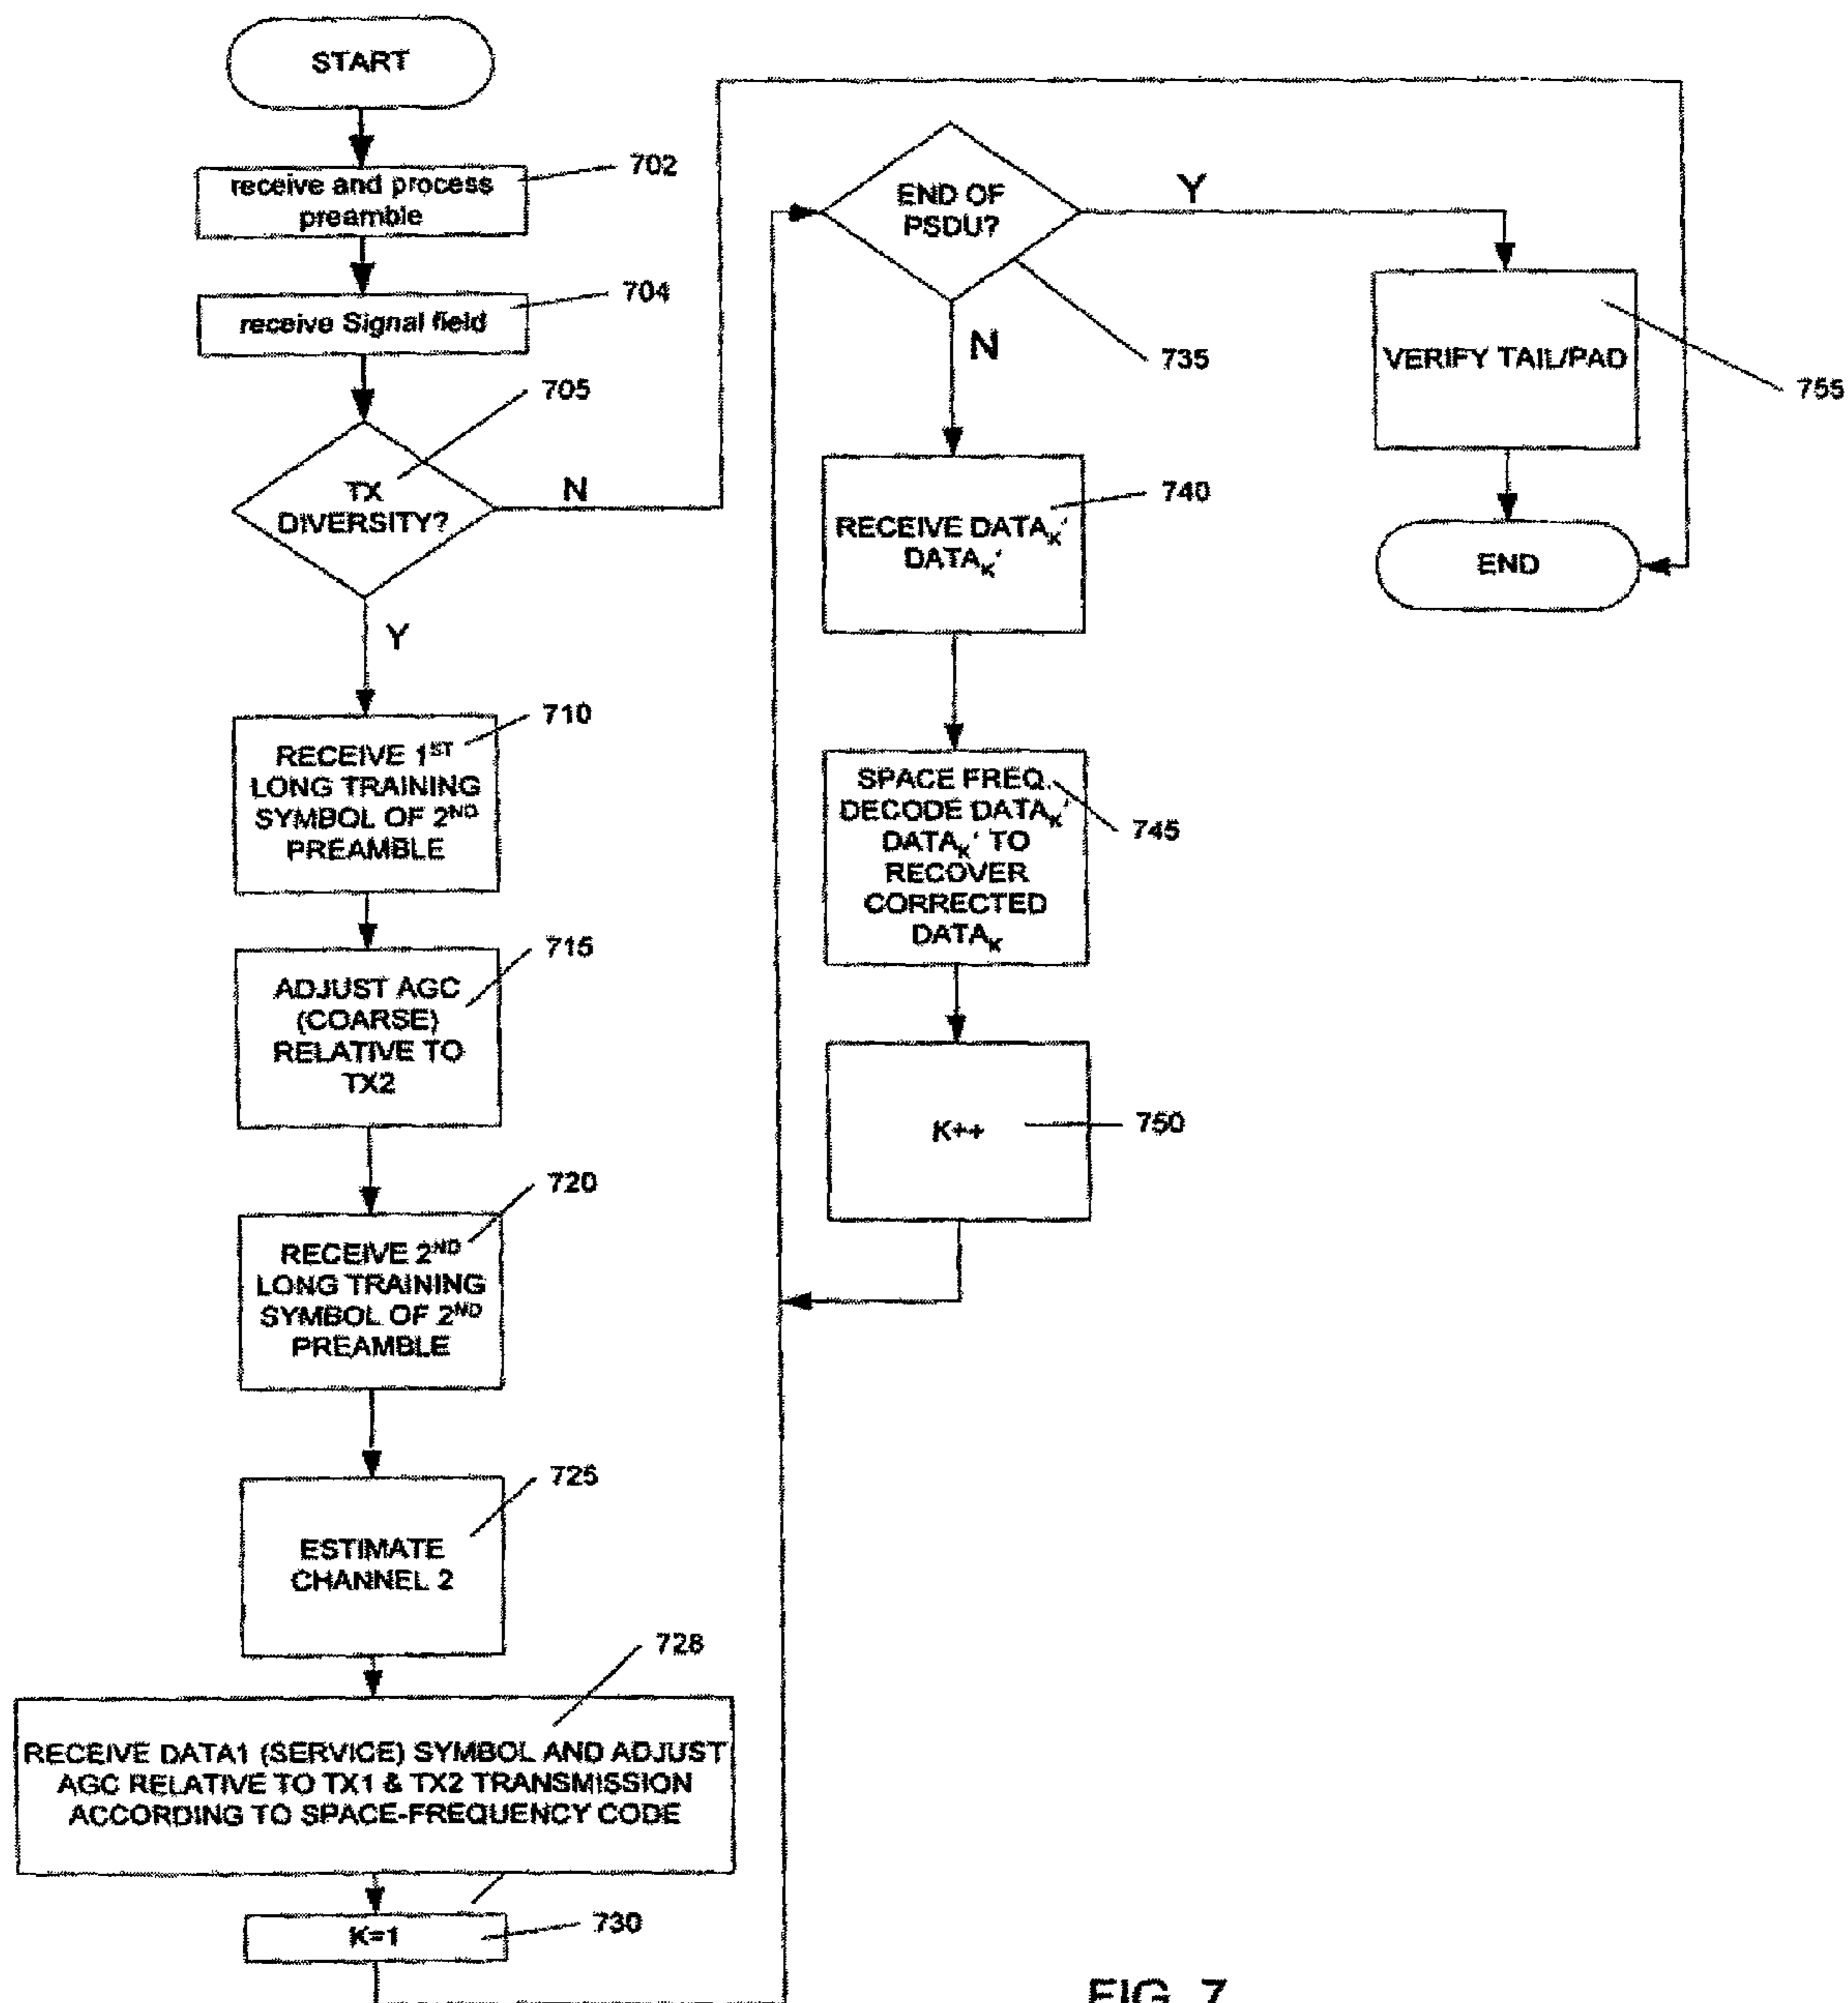 START
702
receive and process
preamble
704
receive Signal field
705
TX
DIVERSITY?
N
Y
710
RECEIVE 1ST
LONG TRAINING
SYMBOL OF 2ND
PREAMBLE
715
ADJUST AGC
(COARSE)
RELATIVE TO
TX2
720
RECEIVE 2ND
LONG TRAINING
SYMBOL OF 2ND
PREAMBLE
725
ESTIMATE
CHANNEL 2
728
RECEIVE DATA1 (SERVICE) SYMBOL AND ADJUST
AGC RELATIVE TO TX1 & TX2 TRANSMISSION
ACCORDING TO SPACE-FREQUENCY CODE
730
K=1
END OF
PSDU?
Y
N
735
740
RECEIVE DATAK'
DATAK'
SPACE FREQ.
DECODE DATAK'
DATAK' TO
RECOVER
CORRECTED
DATAK
745
K++
750
VERIFY TAIL/PAD
755
END
FIG. 7